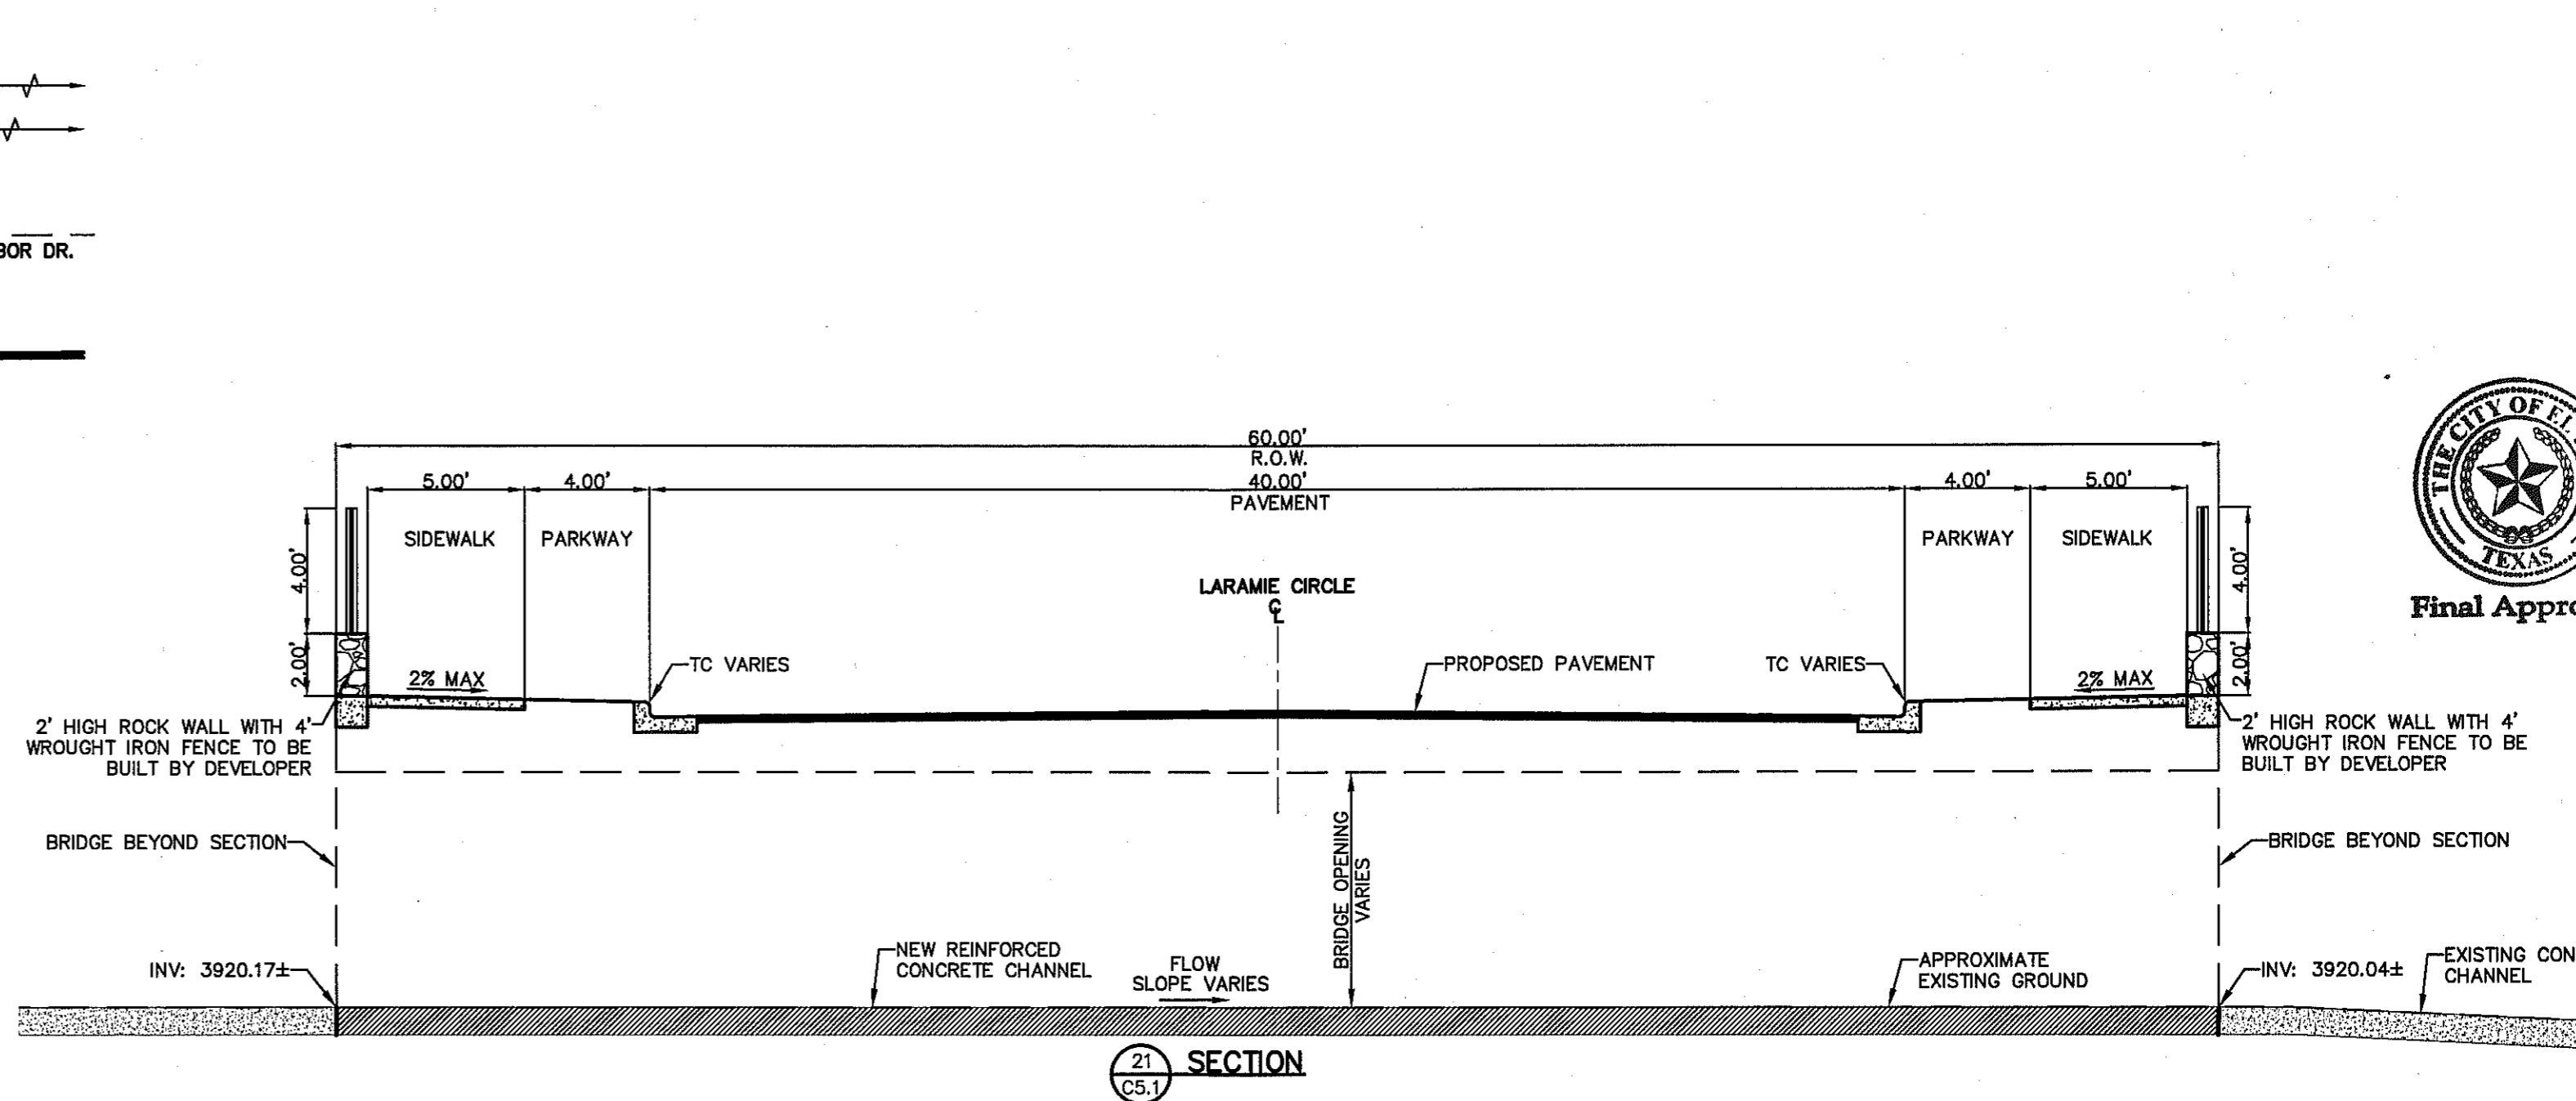 BOR DR.
60.00'
R.O.W.
5.00'
4.00'
40.00'
PAVEMENT
4.00'
5.00'
SIDEWALK
PARKWAY
PARKWAY
SIDEWALK
4.00'
4.00'
LARAMIE CIRCLE
℄
2.00'
2% MAX
TC VARIES
PROPOSED PAVEMENT
TC VARIES
2% MAX
2.00'
2' HIGH ROCK WALL WITH 4'
WROUGHT IRON FENCE TO BE
BUILT BY DEVELOPER
2' HIGH ROCK WALL WITH 4'
WROUGHT IRON FENCE TO BE
BUILT BY DEVELOPER
BRIDGE BEYOND SECTION
BRIDGE OPENING
VARIES
BRIDGE BEYOND SECTION
INV: 3920.17±
NEW REINFORCED
CONCRETE CHANNEL
FLOW
SLOPE VARIES
APPROXIMATE
EXISTING GROUND
INV: 3920.04±
EXISTING CON
CHANNEL
21
C5.1
SECTION
THE CITY OF EL
TEXAS
Final Appro